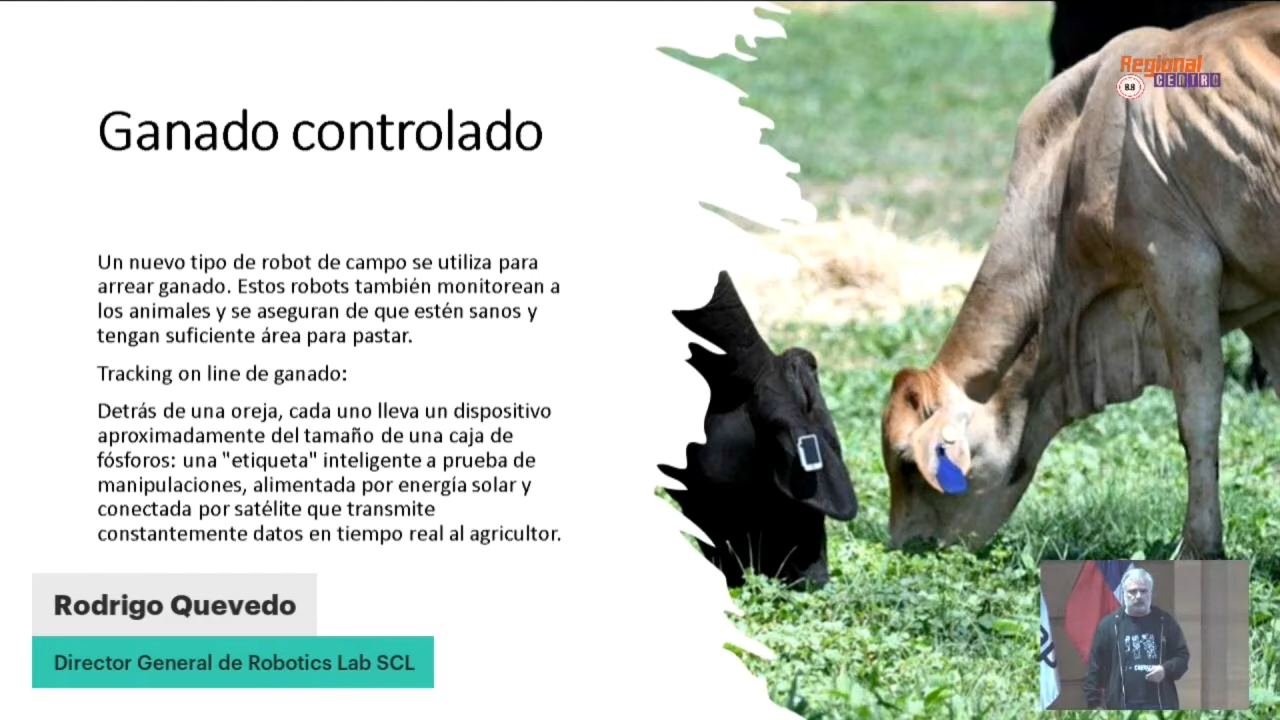 Regional
CENTRO
Ganado controlado
Un nuevo tipo de robot de campo se utiliza para
arrear ganado. Estos robots también monitorean a
los animales y se aseguran de que estén sanos y
tengan suficiente área para pastar.
Tracking on line de ganado:
Detrás de una oreja, cada uno lleva un dispositivo
aproximadamente del tamaño de una caja de
fósforos: una "etiqueta" inteligente a prueba de
manipulaciones, alimentada por energía solar y
conectada por satélite que transmite
constantemente datos en tiempo real al agricultor.
Rodrigo Quevedo
Director General de Robotics Lab SCL